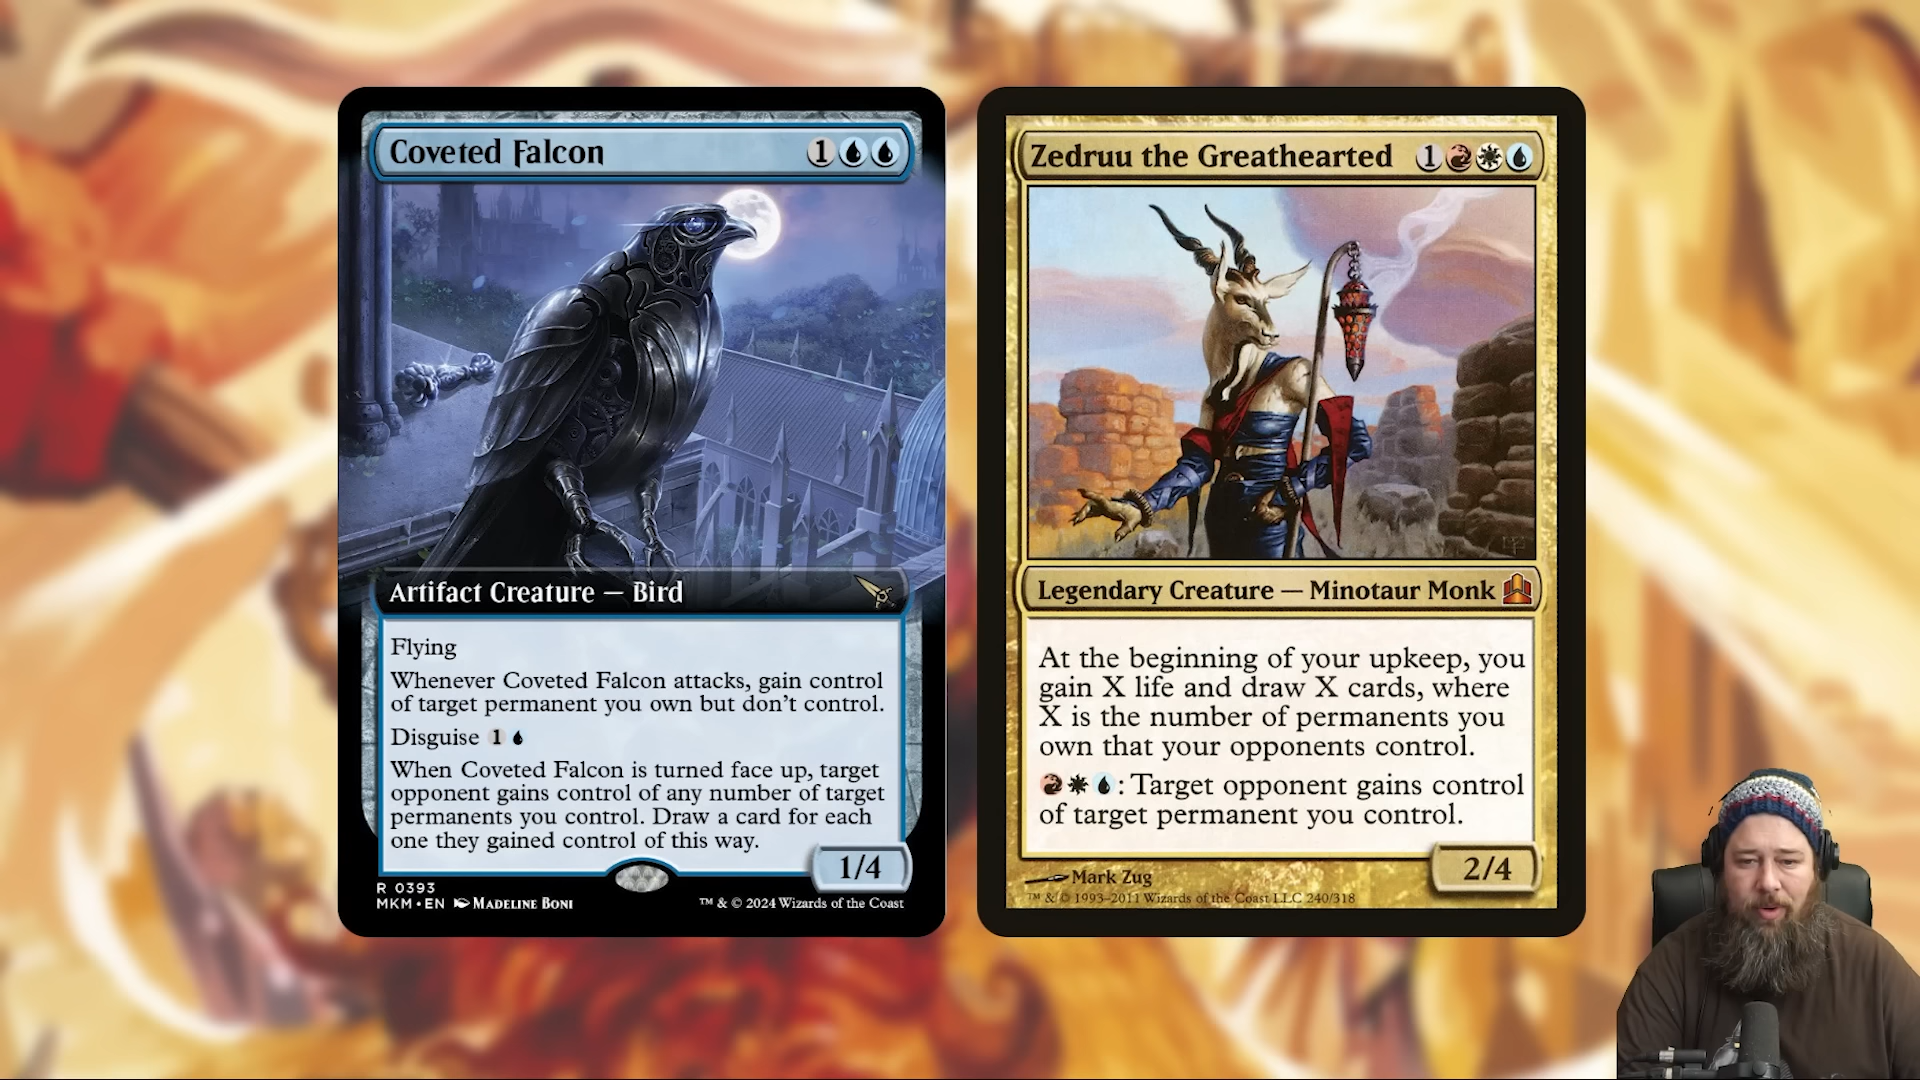 Coveted Falcon 1
Artifact Creature — Bird
Flying
Whenever Coveted Falcon attacks, gain control
of target permanent you own but don't control.
Disguise 1
When Coveted Falcon is turned face up, target
opponent gains control of any number of target
permanents you control. Draw a card for each
one they gained control of this way.
1/4
R 0393
MKM • EN MADELINE BONI
™ & © 2024 Wizards of the Coast
Zedruu the Greathearted 1
Legendary Creature — Minotaur Monk
At the beginning of your upkeep, you
gain X life and draw X cards, where
X is the number of permanents you
own that your opponents control.
: Target opponent gains control
of target permanent you control.
2/4
Mark Zug
™ & © 1993–2011 Wizards of the Coast LLC 240/318